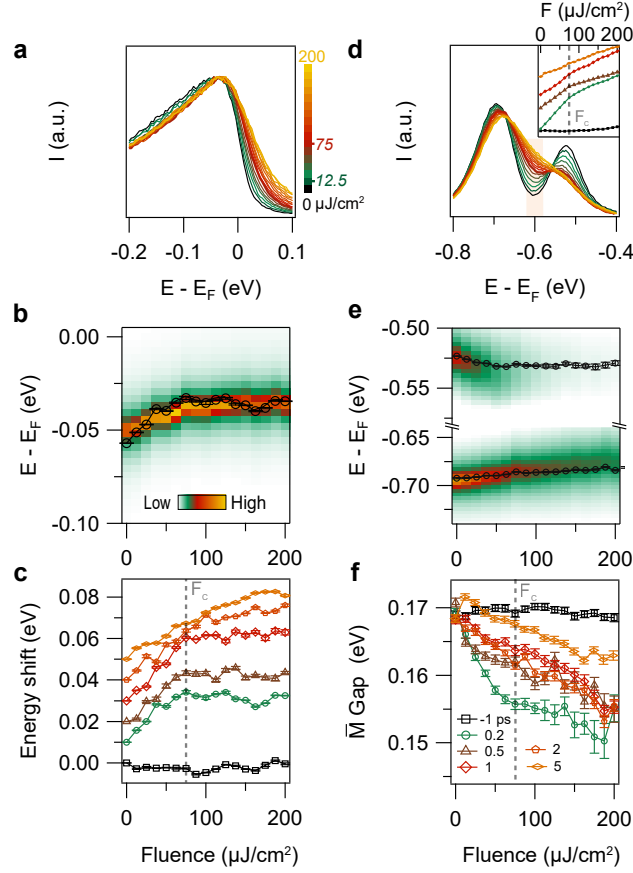 a
I (a.u.)
200
75
12.5
0 µJ/cm²
-0.2
-0.1
0
0.1
E - E_F (eV)
d
F (µJ/cm²)
0
100
200
F_c
I (a.u.)
-0.8
-0.6
-0.4
E - E_F (eV)
b
0.00
-0.05
-0.10
E - E_F (eV)
Low
High
0
100
200
e
-0.50
-0.55
-0.65
-0.70
E - E_F (eV)
0
100
200
c
F_c
0.08
0.06
0.04
0.02
0.00
Energy shift (eV)
0
100
200
Fluence (µJ/cm²)
f
F_c
0.17
0.16
0.15
M̅ Gap (eV)
-1 ps
0.2
0.5
1
2
5
0
100
200
Fluence (µJ/cm²)